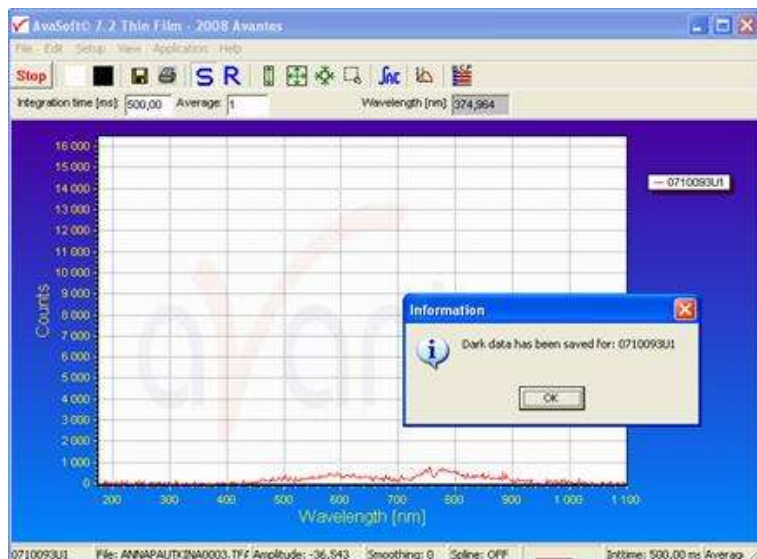 AvaSoft© 7.2 Thin Film - 2008 Avantes
File Edit Setup View Application Help
Stop S R
Integration time [ms]: 500,00 Average: 1 Wavelength [nm]: 374,964
16 000
15 000
14 000
13 000
12 000
11 000
10 000
9 000
8 000
7 000
6 000
5 000
4 000
3 000
2 000
1 000
0
Counts
0710093U1
avant
Information
Dark data has been saved for: 0710093U1
OK
200 300 400 500 600 700 800 900 1 000 1 100
Wavelength [nm]
0710093U1 File: ANNAPAUTKINA0003.TF Amplitude: -36,543 Smoothing: 0 Spline: OFF Inttime: 500,00 ms Averag